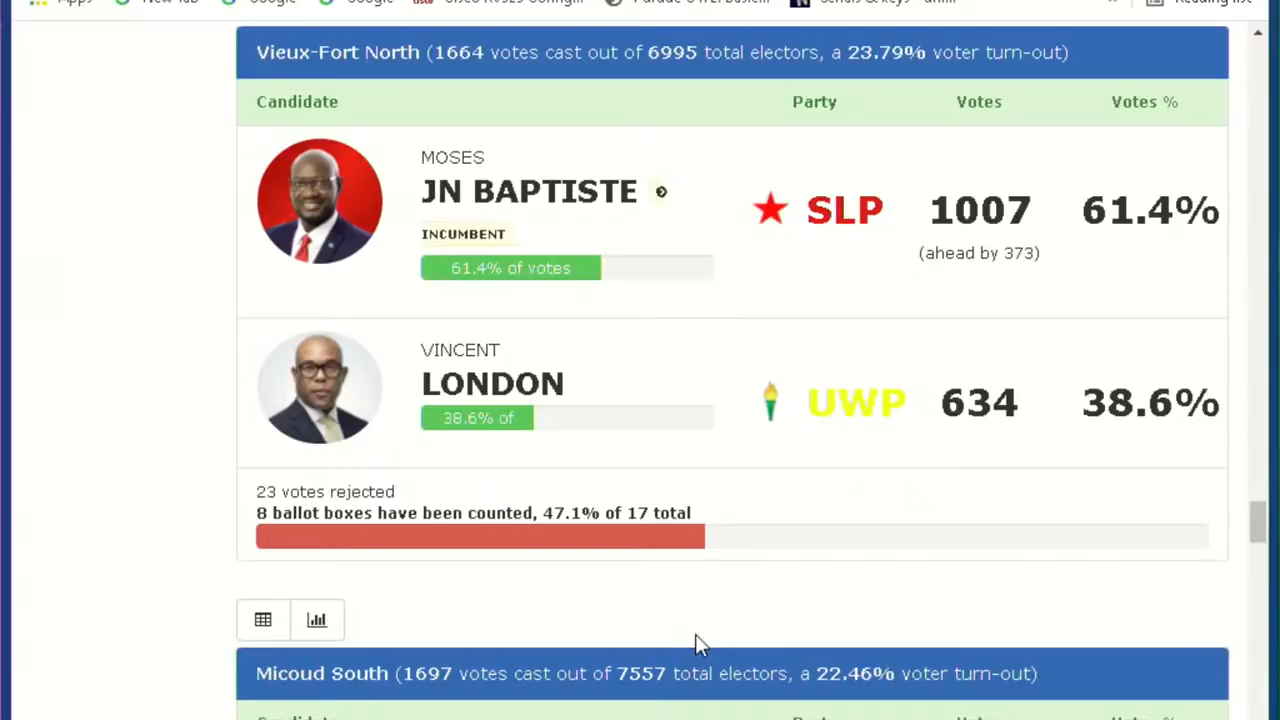 Vieux-Fort North (1664 votes cast out of 6995 total electors, a 23.79% voter turn-out)
Candidate Party Votes Votes %
MOSES
JN BAPTISTE
INCUMBENT
61.4% of votes
SLP 1007 61.4%
(ahead by 373)
VINCENT
LONDON
38.6% of
UWP 634 38.6%
23 votes rejected
8 ballot boxes have been counted, 47.1% of 17 total
Micoud South (1697 votes cast out of 7557 total electors, a 22.46% voter turn-out)